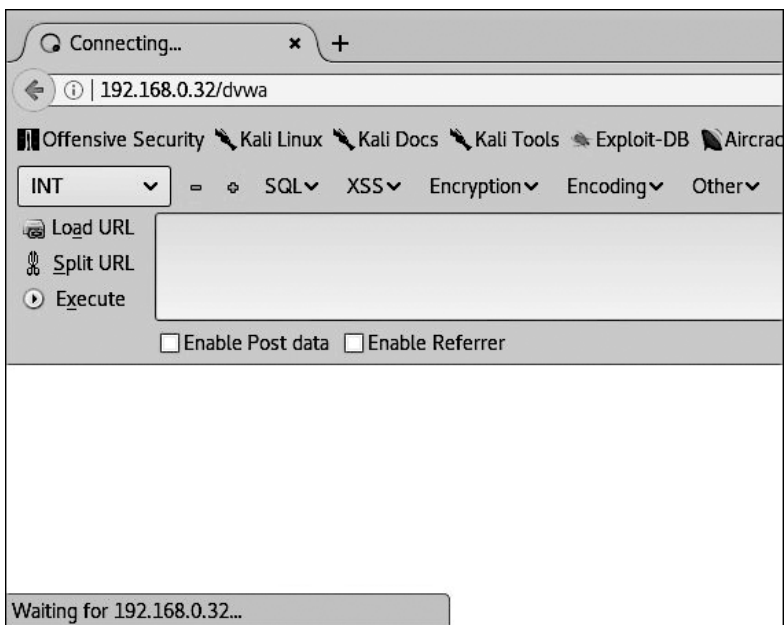 Connecting... × +
192.168.0.32/dvwa
Offensive Security Kali Linux Kali Docs Kali Tools Exploit-DB Aircrac
INT SQL XSS Encryption Encoding Other
Load URL
Split URL
Execute
Enable Post data Enable Referrer
Waiting for 192.168.0.32...